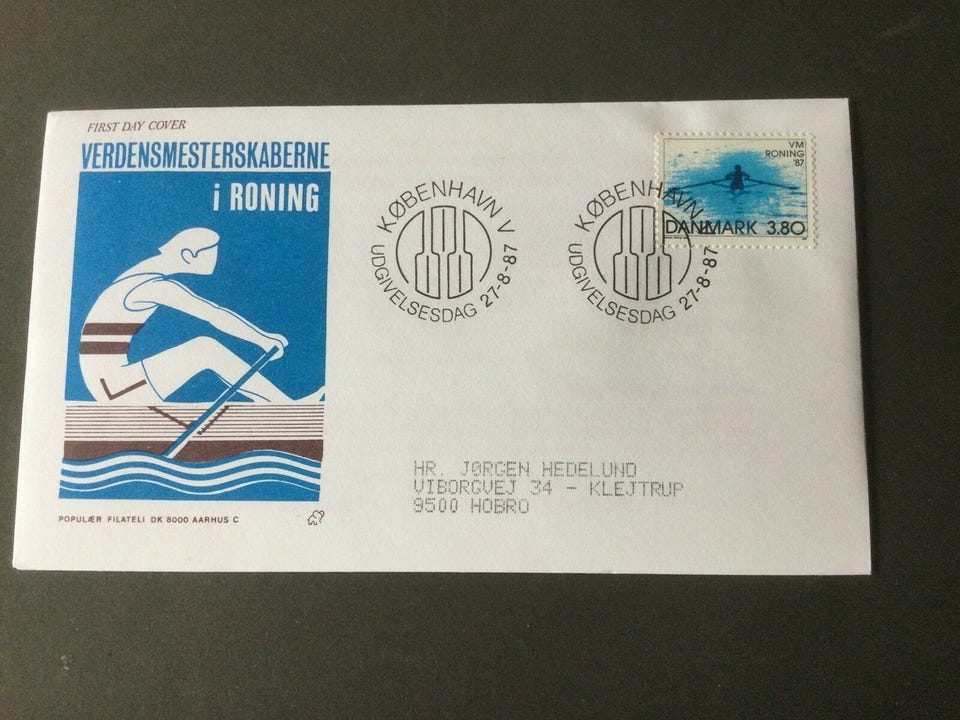 FIRST DAY COVER
VERDENSMESTERSKABERNE
i RONING
KØBENHAVN V
UDGIVELSESDAG 27-8-87
KØBENHAVN V
UDGIVELSESDAG 27-8-87
VM
RONING
'87
DANMARK 3.80
HR. JØRGEN HEDELUND
VIBORGVEJ 34 - KLEJTRUP
9500 HOBRO
POPULÆR FILATELI DK 8000 AARHUS C